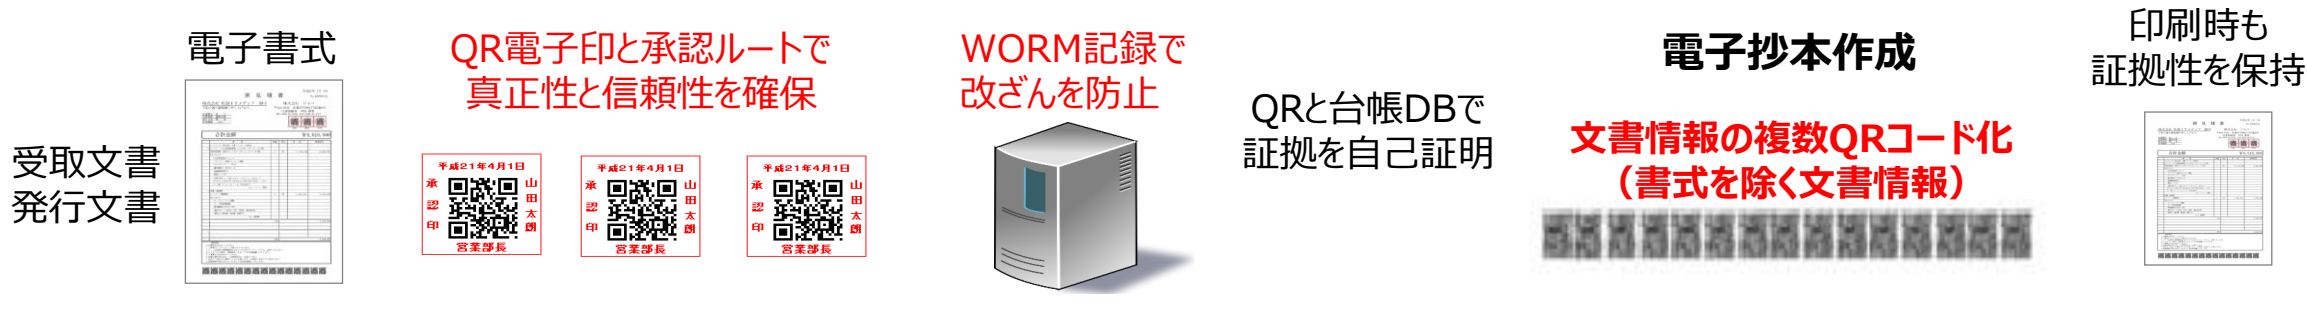 受取文書
発行文書
電子書式
QR電子印と承認ルートで
真正性と信頼性を確保
平成21年4月1日
承認印
山田太朗
営業部長
平成21年4月1日
承認印
山田太朗
営業部長
平成21年4月1日
承認印
山田太朗
営業部長
WORM記録で
改ざんを防止
QRと台帳DBで
証拠を自己証明
電子抄本作成
文書情報の複数QRコード化
（書式を除く文書情報）
印刷時も
証拠性を保持